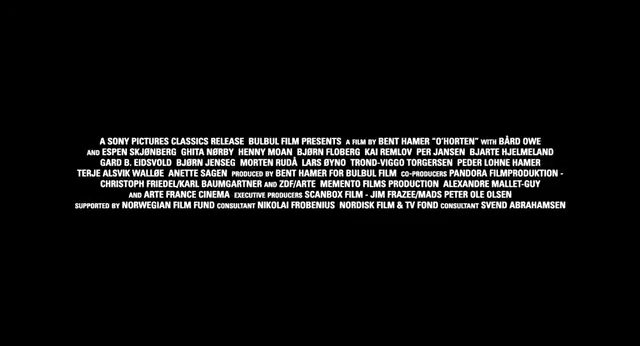 A SONY PICTURES CLASSICS RELEASE BULBUL FILM PRESENTS A FILM BY BENT HAMER "O'HORTEN" WITH BÅRD OWE
AND ESPEN SKJØNBERG GHITA NØRBY HENNY MOAN BJØRN FLOBERG KAI REMLOV PER JANSEN BJARTE HJELMELAND
GARD B. EIDSVOLD BJØRN JENSEG MORTEN RUDÅ LARS ØYNO TROND-VIGGO TORGERSEN PEDER LOHNE HAMER
TERJE ALSVIK WALLØE ANETTE SAGEN PRODUCED BY BENT HAMER FOR BULBUL FILM CO-PRODUCERS PANDORA FILMPRODUKTION -
CHRISTOPH FRIEDEL/KARL BAUMGARTNER AND ZDF/ARTE MEMENTO FILMS PRODUCTION ALEXANDRE MALLET-GUY
AND ARTE FRANCE CINEMA EXECUTIVE PRODUCERS SCANBOX FILM - JIM FRAZEE/MADS PETER OLE OLSEN
SUPPORTED BY NORWEGIAN FILM FUND CONSULTANT NIKOLAI FROBENIUS NORDISK FILM & TV FOND CONSULTANT SVEND ABRAHAMSEN